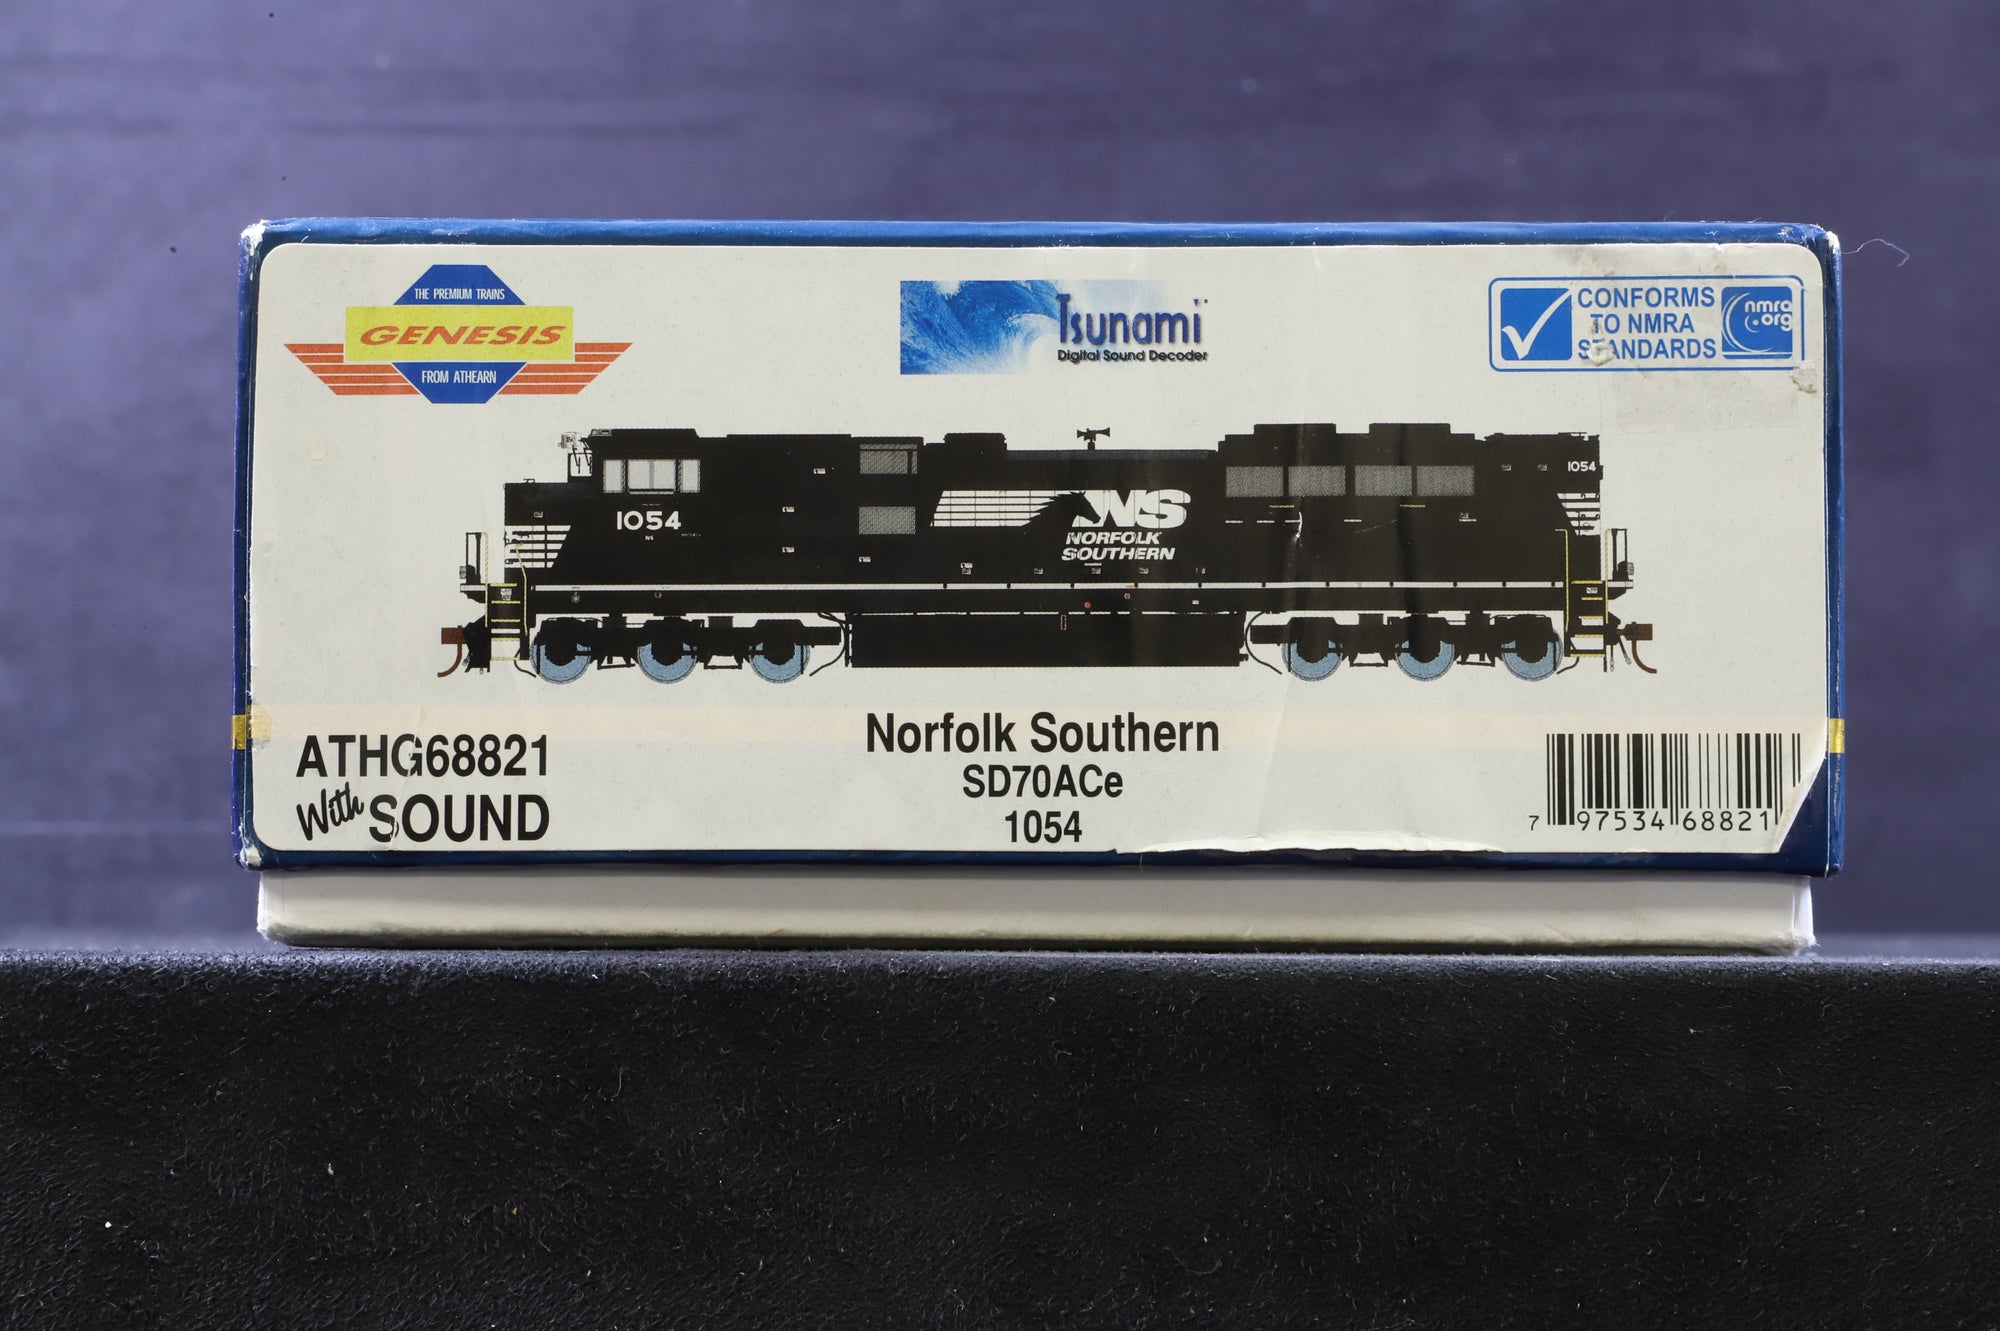 THE PREMIUM TRAINS
GENESIS
FROM ATHEARN
Tsunami
Digital Sound Decoder
CONFORMS
TO NMRA
STANDARDS
nmra
.org
1054
1054
NS
NORFOLK
SOUTHERN
ATHG68821
With SOUND
Norfolk Southern
SD70ACe
1054
7 97534 68821